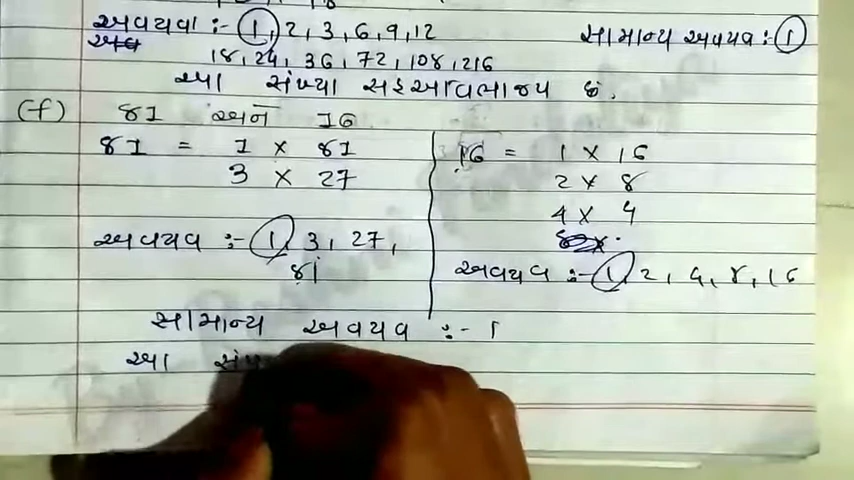 અવયવા :- 1, 2, 3, 6, 9, 12
18, 24, 36, 72, 108, 216
સામાન્ય અવયવ : 1
આ સંખ્યા સહઅવિભાજ્ય છે.
(f) 81 અને 16
81 = 1 × 81
3 × 27
અવયવ :- 1, 3, 27,
81
16 = 1 × 16
2 × 8
4 × 4
અવયવ :- 1, 2, 4, 8, 16
સામાન્ય અવયવ :- 1
આ